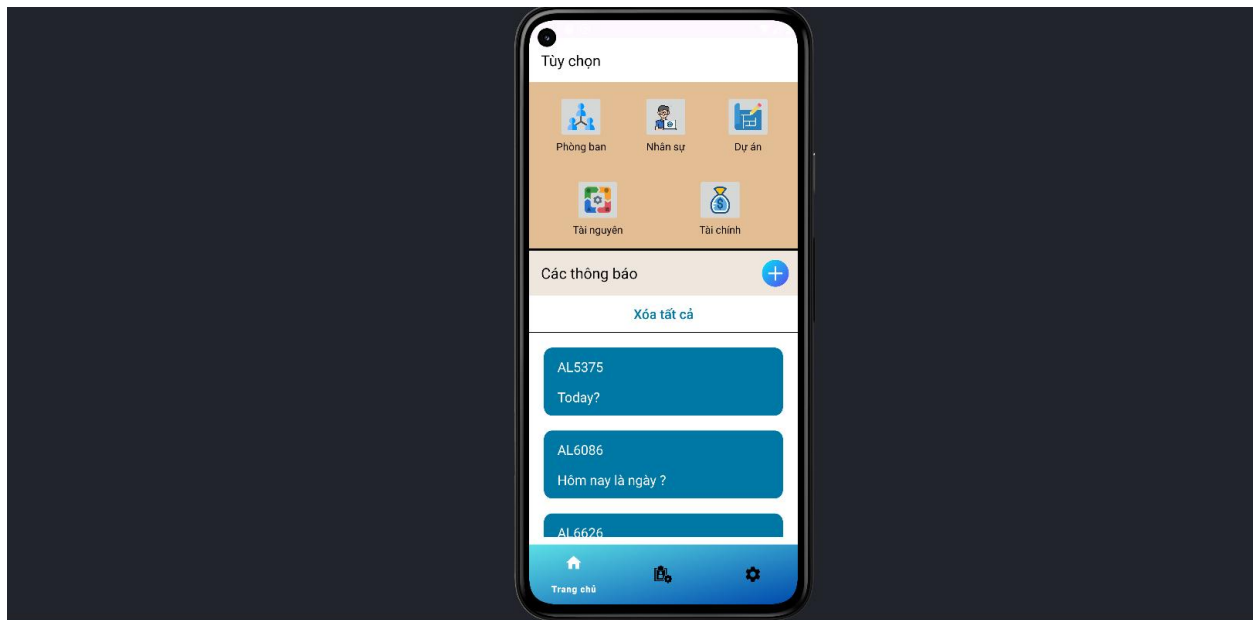 Tùy chọn
Phòng ban Nhân sự Dự án
Tài nguyên Tài chính
Các thông báo
Xóa tất cả
AL5375
Today?
AL6086
Hôm nay là ngày ?
AL6626
Trang chủ